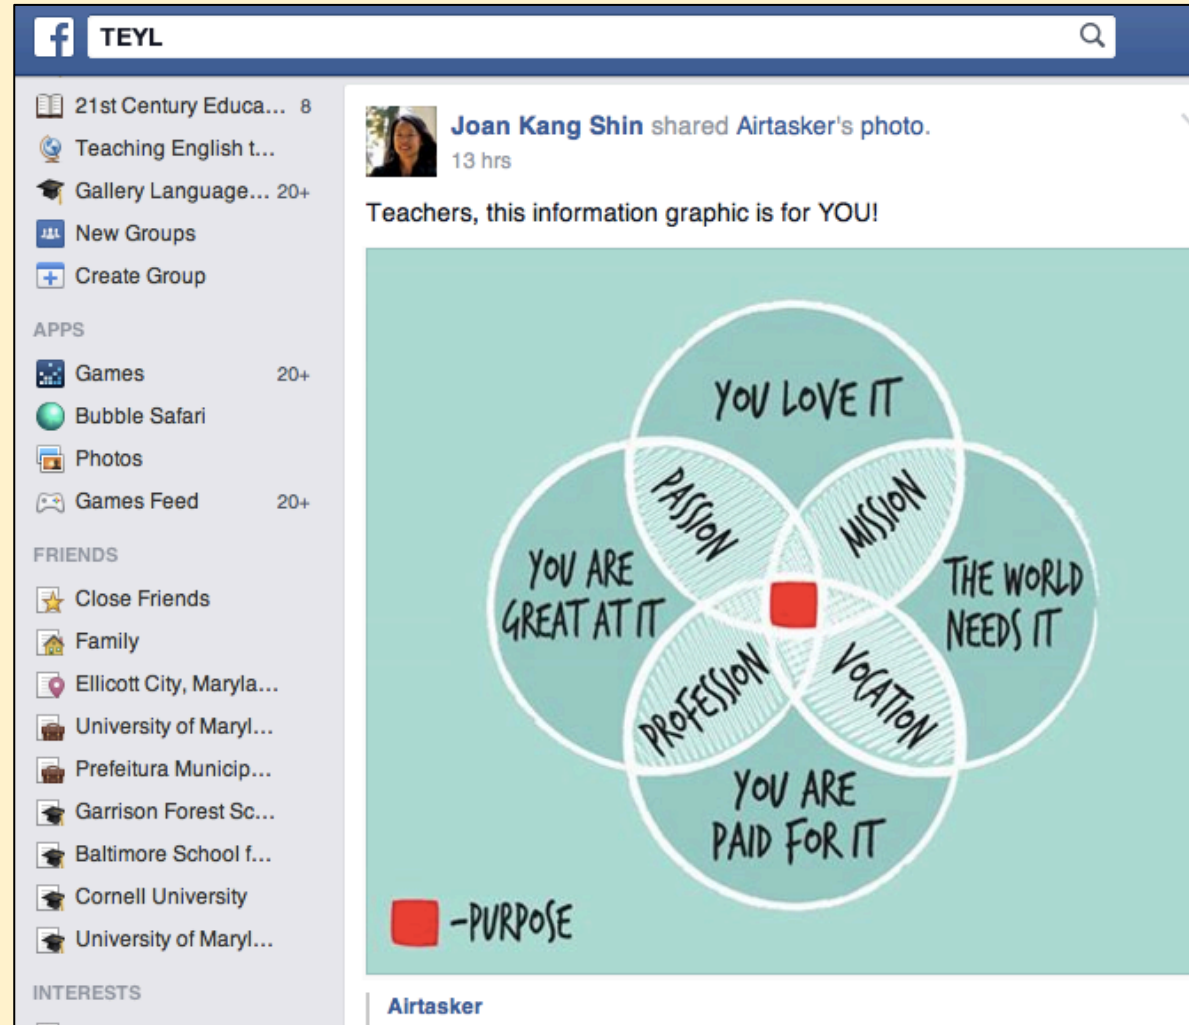 f
TEYL
21st Century Educa... 8
Teaching English t...
Gallery Language... 20+
New Groups
Create Group
APPS
Games 20+
Bubble Safari
Photos
Games Feed 20+
FRIENDS
Close Friends
Family
Ellicott City, Maryla...
University of Maryl...
Prefeitura Municip...
Garrison Forest Sc...
Baltimore School f...
Cornell University
University of Maryl...
INTERESTS
Joan Kang Shin shared Airtasker's photo.
13 hrs
Teachers, this information graphic is for YOU!
YOU LOVE IT
PASSION
MISSION
YOU ARE
GREAT AT IT
THE WORLD
NEEDS IT
PROFESSION
VOCATION
YOU ARE
PAID FOR IT
-PURPOSE
Airtasker